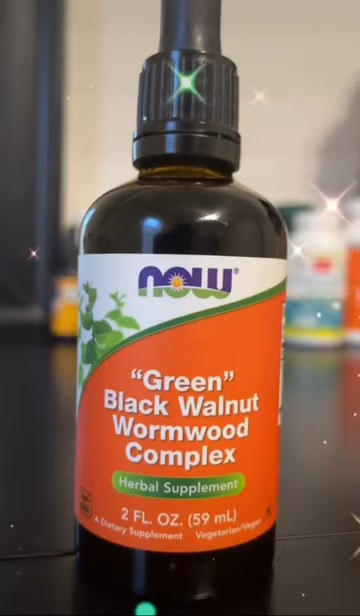 NOW®
"Green"
Black Walnut
Wormwood
Complex
Herbal Supplement
2 FL. OZ. (59 mL)
A Dietary Supplement Vegetarian/Vegan